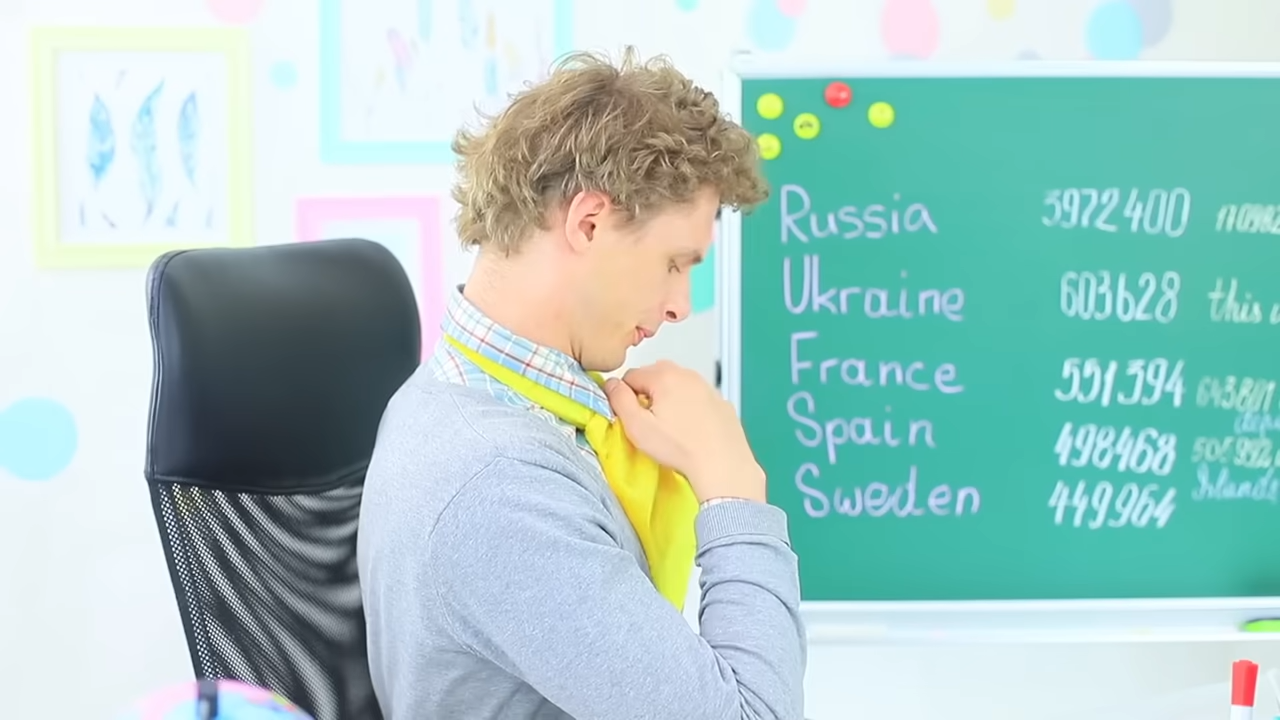 Russia 3972400
Ukraine 603628 this
France 551394
Spain 498468
Sweden 449964